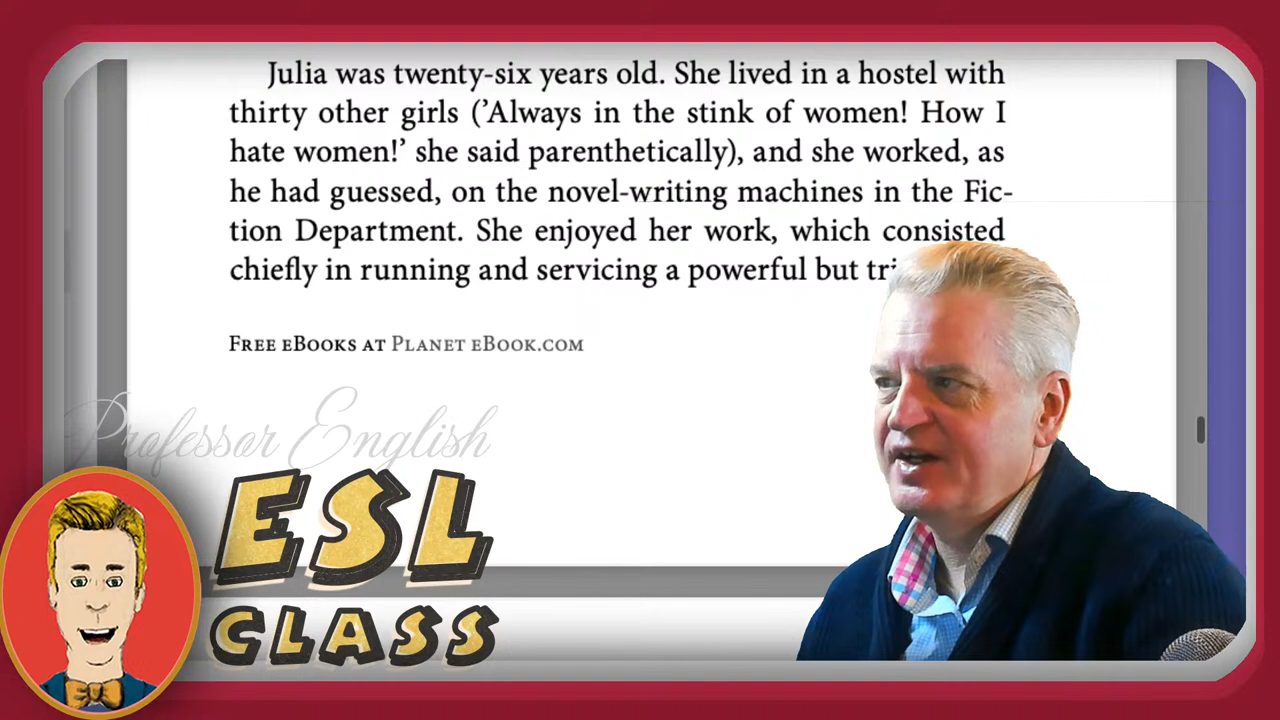 Julia was twenty-six years old. She lived in a hostel with
thirty other girls (’Always in the stink of women! How I
hate women!’ she said parenthetically), and she worked, as
he had guessed, on the novel-writing machines in the Fic-
tion Department. She enjoyed her work, which consisted
chiefly in running and servicing a powerful but
Free eBooks at Planet eBook.com
Professor English
ESL
CLASS